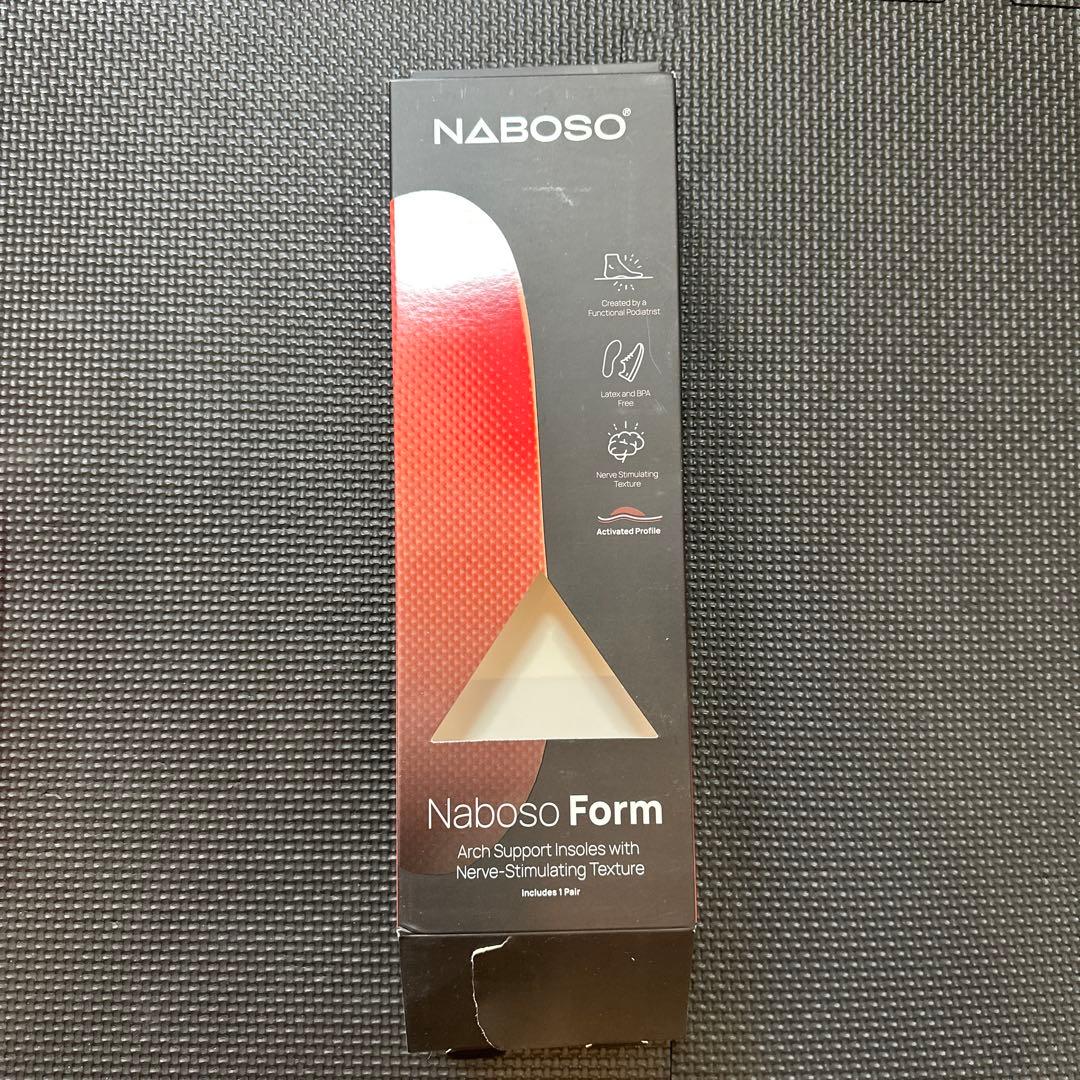 NABOSO®
Created by a
Functional Podiatrist
Latex and BPA
Free
Nerve Stimulating
Texture
Activated Profile
Naboso Form
Arch Support Insoles with
Nerve-Stimulating Texture
Includes 1 Pair